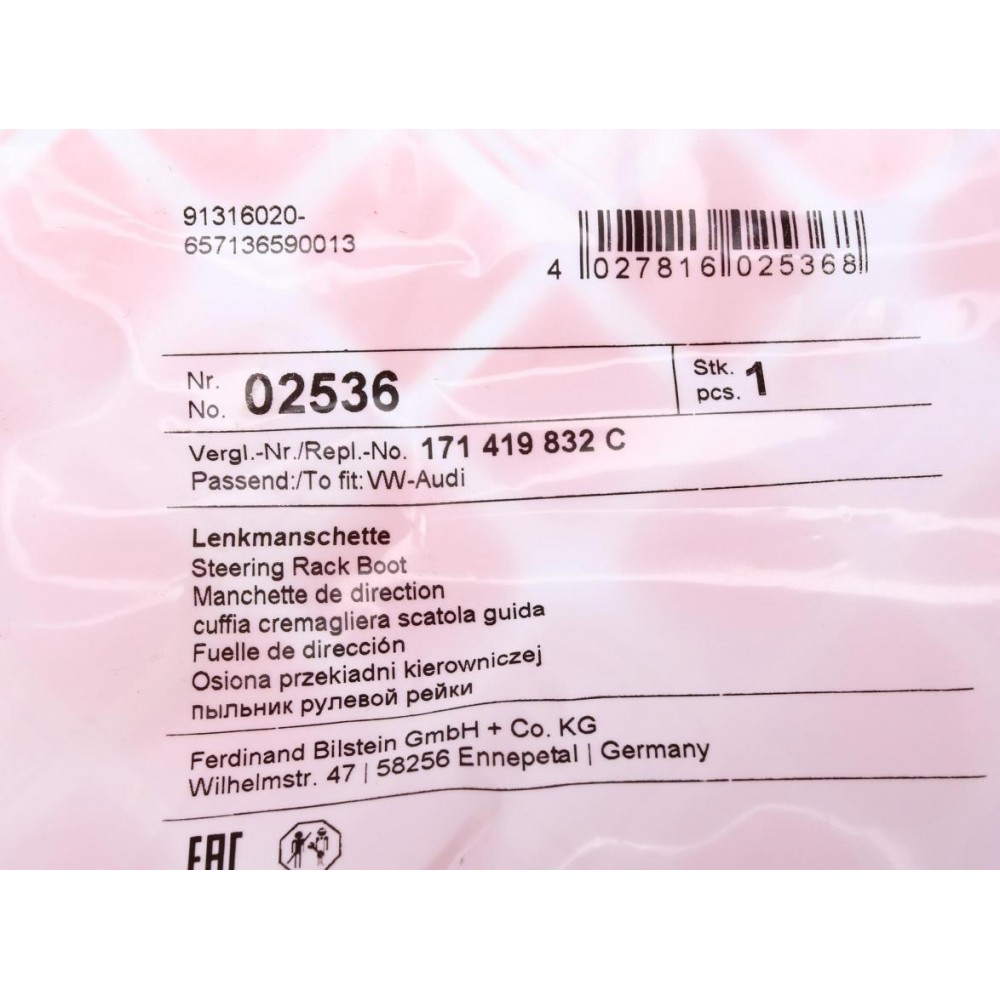 91316020-
657136590013
4 027816 025368
Nr.
No. 02536
Stk.
pcs. 1
Vergl.-Nr./Repl.-No. 171 419 832 C
Passend:/To fit: VW-Audi
Lenkmanschette
Steering Rack Boot
Manchette de direction
cuffia cremagliera scatola guida
Fuelle de dirección
Osiona przekiadni kierowniczej
пыльник рулевой рейки
Ferdinand Bilstein GmbH + Co. KG
Wilhelmstr. 47 | 58256 Ennepetal | Germany
EAC